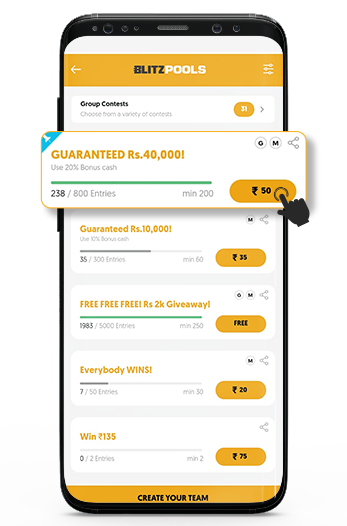 BLITZPOOLS
Group Contests
Choose from a variety of contests
31
G M
GUARANTEED Rs.40,000!
Use 20% Bonus cash
238 / 800 Entries min 200
₹ 50
M
Guaranteed Rs.10,000!
Use 10% Bonus cash
35 / 300 Entries min 60
₹ 35
G M
FREE FREE FREE! Rs 2k Giveaway!
1983 / 5000 Entries min 250
FREE
M
Everybody WINS!
7 / 50 Entries min 30
₹ 20
Win ₹135
0 / 2 Entries min 2
₹ 75
CREATE YOUR TEAM